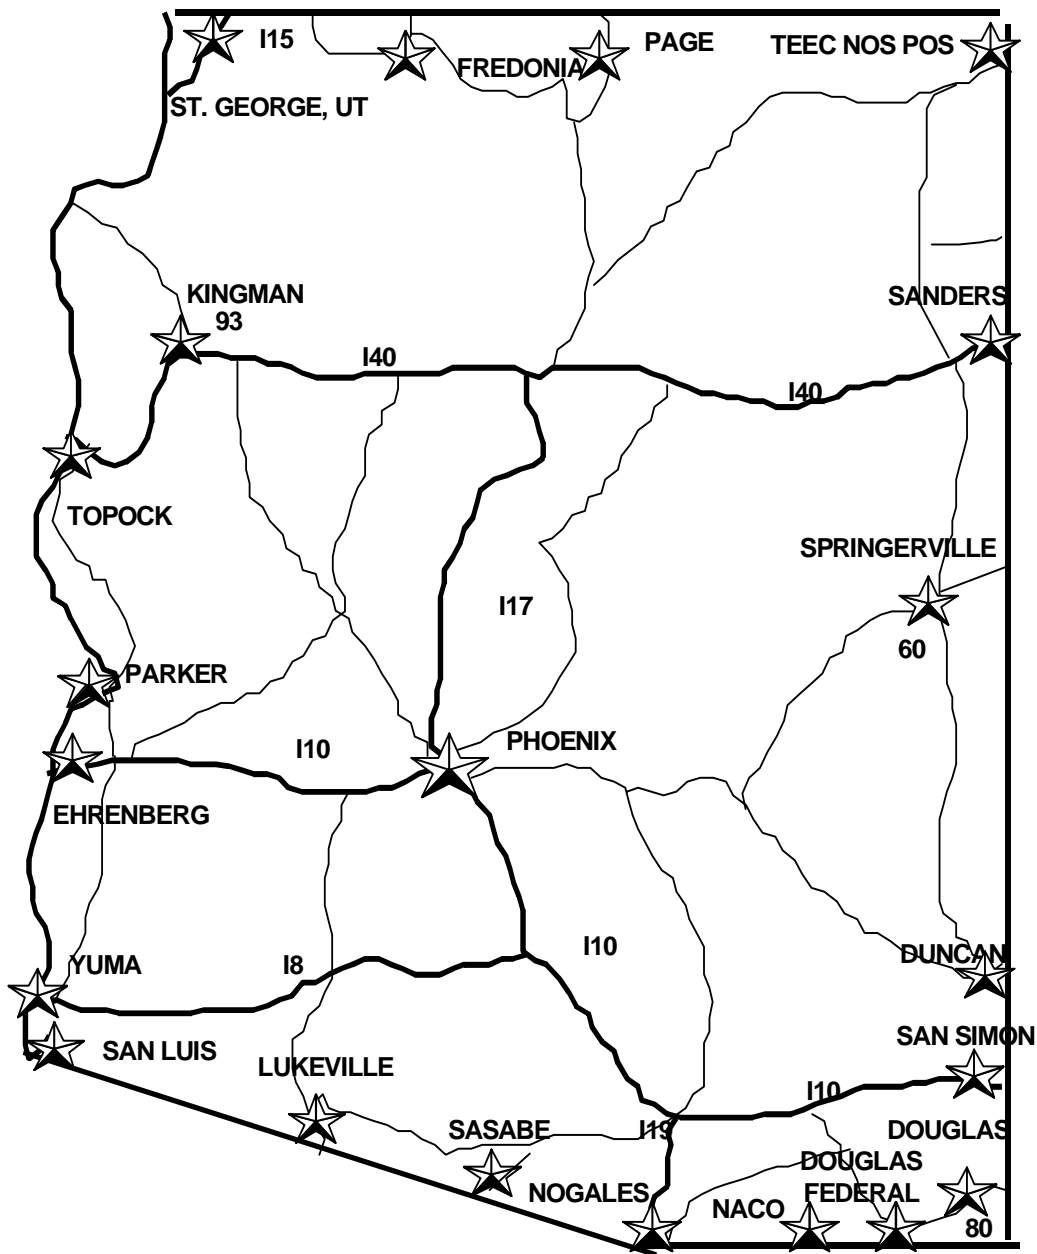 I15
PAGE
TEEC NOS POS
FREDONIA
ST. GEORGE, UT
KINGMAN
93
SANDERS
I40
I40
TOPOCK
SPRINGERVILLE
I17
60
PARKER
PHOENIX
I10
EHRENBERG
I10
YUMA
I8
DUNCAN
SAN LUIS
SAN SIMON
LUKEVILLE
I10
SASABE
I19
DOUGLAS
DOUGLAS
FEDERAL
NOGALES
NACO
80